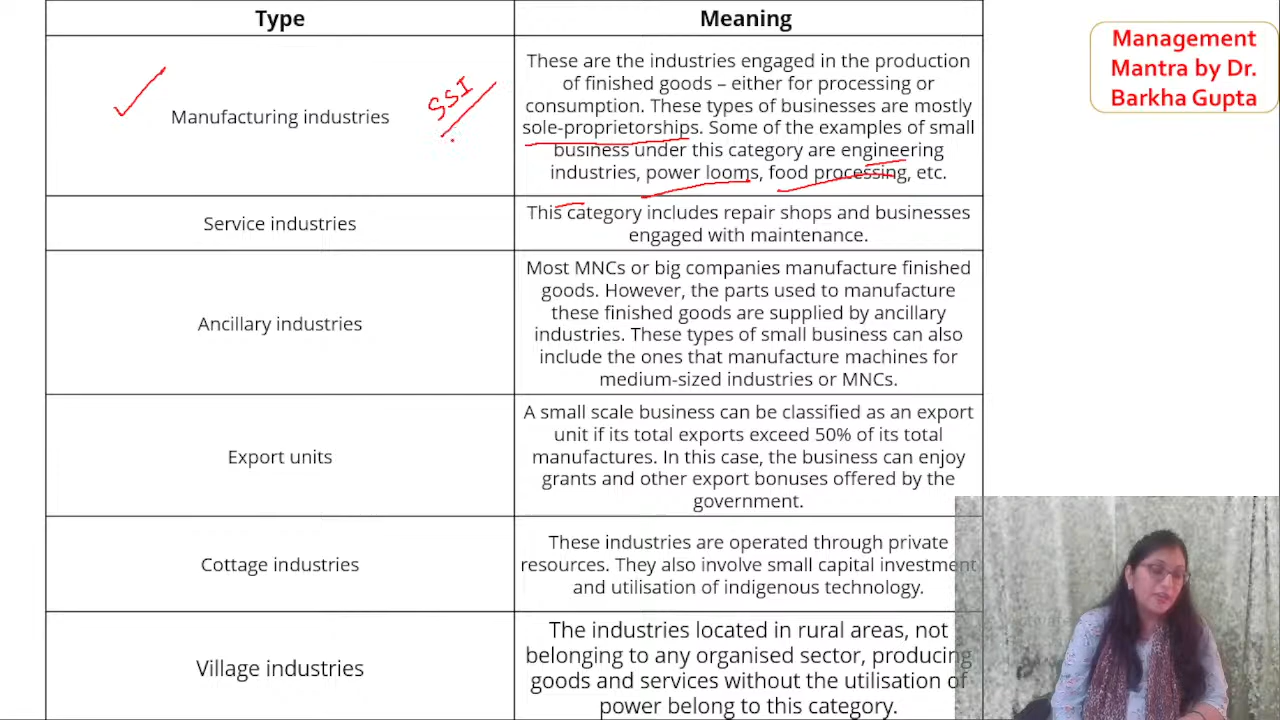 Type
Meaning
Management
Mantra by Dr.
Barkha Gupta
Manufacturing industries
SSI
These are the industries engaged in the production
of finished goods – either for processing or
consumption. These types of businesses are mostly
sole-proprietorships. Some of the examples of small
business under this category are engineering
industries, power looms, food processing, etc.
Service industries
This category includes repair shops and businesses
engaged with maintenance.
Ancillary industries
Most MNCs or big companies manufacture finished
goods. However, the parts used to manufacture
these finished goods are supplied by ancillary
industries. These types of small business can also
include the ones that manufacture machines for
medium-sized industries or MNCs.
Export units
A small scale business can be classified as an export
unit if its total exports exceed 50% of its total
manufactures. In this case, the business can enjoy
grants and other export bonuses offered by the
government.
Cottage industries
These industries are operated through private
resources. They also involve small capital investment
and utilisation of indigenous technology.
Village industries
The industries located in rural areas, not
belonging to any organised sector, producing
goods and services without the utilisation of
power belong to this category.